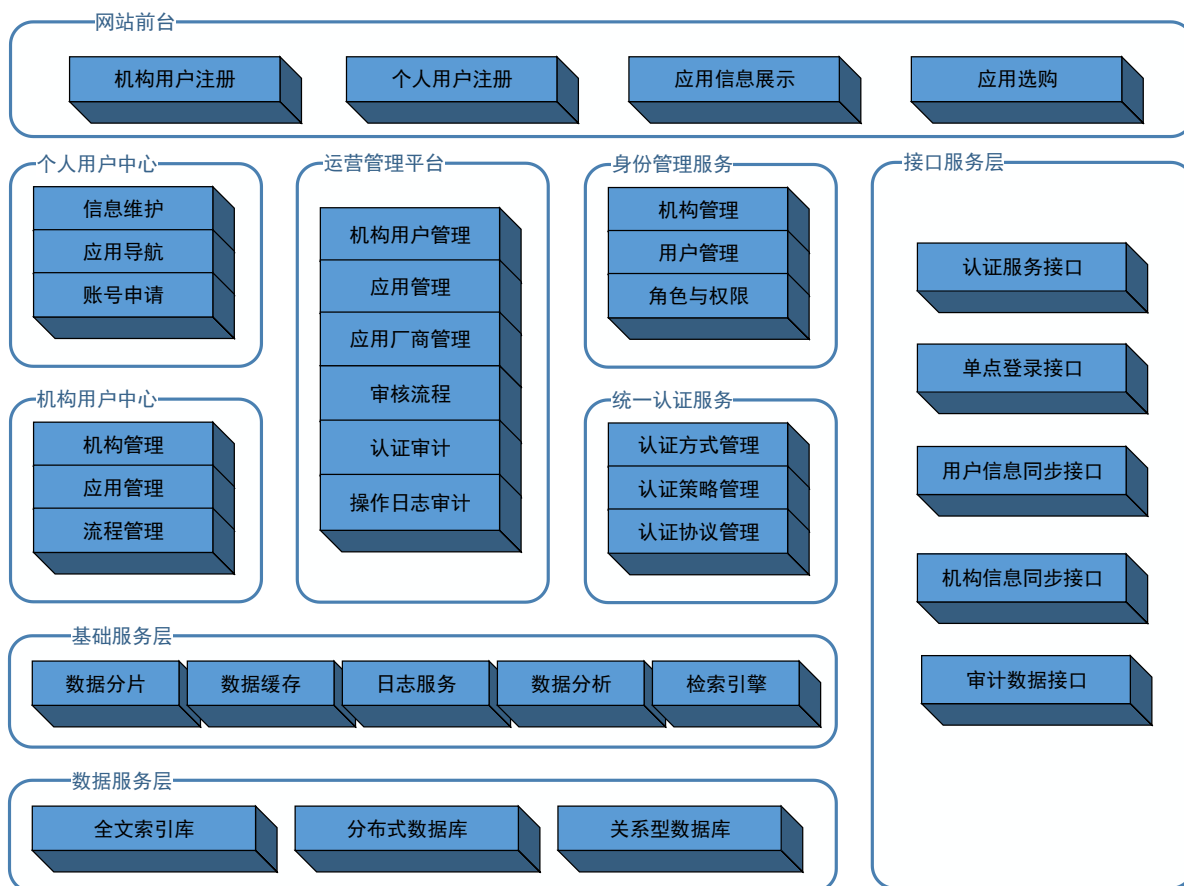 网站前台
机构用户注册
个人用户注册
应用信息展示
应用选购
个人用户中心
信息维护
应用导航
账号申请
机构用户中心
机构管理
应用管理
流程管理
运营管理平台
机构用户管理
应用管理
应用厂商管理
审核流程
认证审计
操作日志审计
身份管理服务
机构管理
用户管理
角色与权限
统一认证服务
认证方式管理
认证策略管理
认证协议管理
接口服务层
认证服务接口
单点登录接口
用户信息同步接口
机构信息同步接口
审计数据接口
基础服务层
数据分片
数据缓存
日志服务
数据分析
检索引擎
数据服务层
全文索引库
分布式数据库
关系型数据库